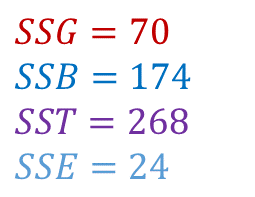 SSG = 70
SSB = 174
SST = 268
SSE = 24